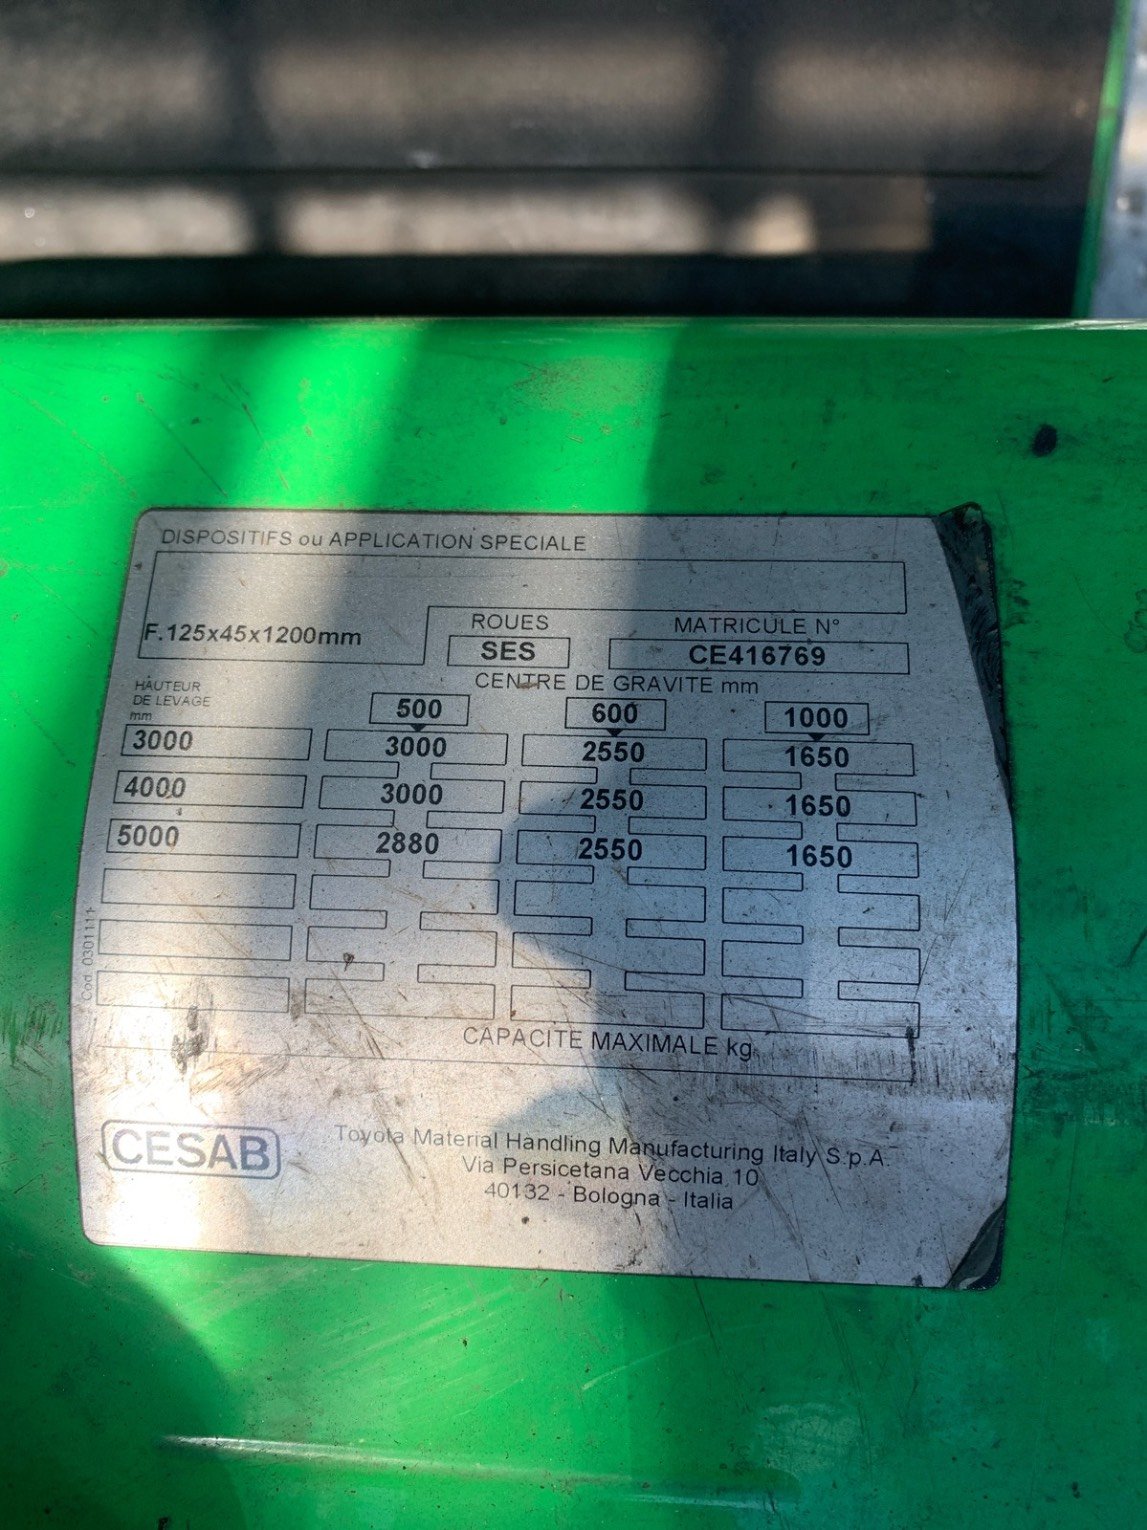 DISPOSITIFS ou APPLICATION SPECIALE
F.125x45x1200mm
ROUES
SES
MATRICULE N°
CE416769
CENTRE DE GRAVITE mm
HAUTEUR
DE LEVAGE
mm
500 600 1000
3000 3000 2550 1650
4000 3000 2550 1650
5000 2880 2550 1650
Cod. 0301111
CAPACITE MAXIMALE kg
CESAB
Toyota Material Handling Manufacturing Italy S.p.A.
Via Persicetana Vecchia 10
40132 - Bologna - Italia